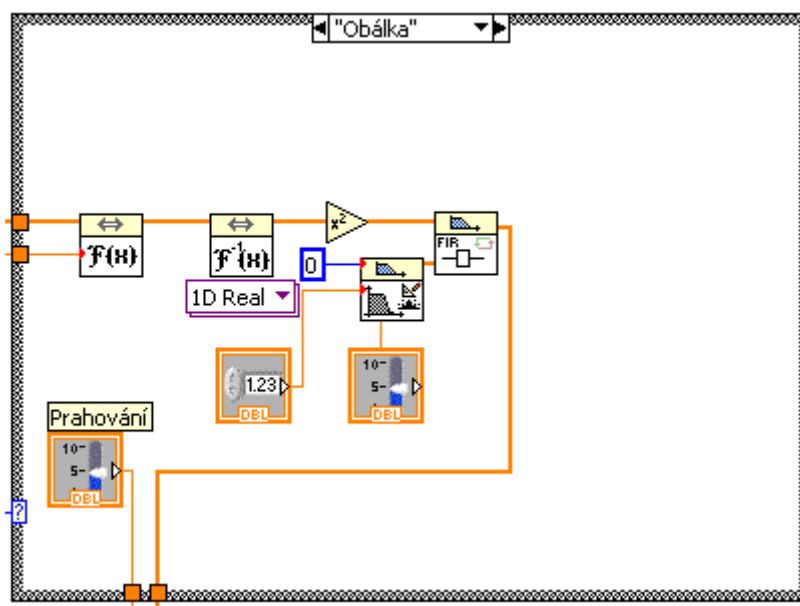 "Obálka"
x²
FIR
F(x)
F⁻¹(x)
0
1D Real
1.23
DBL
10
5
DBL
Prahování
10
5
DBL
?